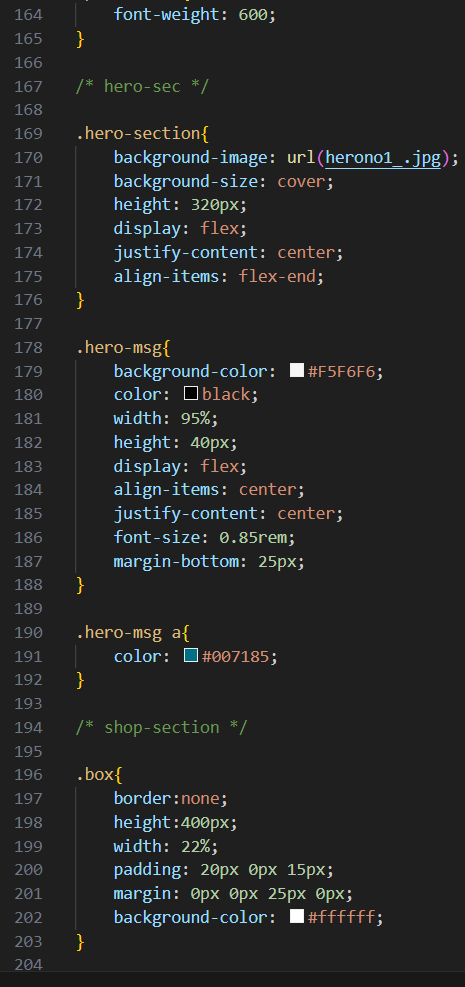 164 font-weight: 600;
165 }
166
167 /* hero-sec */
168
169 .hero-section{
170 background-image: url(herono1_.jpg);
171 background-size: cover;
172 height: 320px;
173 display: flex;
174 justify-content: center;
175 align-items: flex-end;
176 }
177
178 .hero-msg{
179 background-color: #F5F6F6;
180 color: black;
181 width: 95%;
182 height: 40px;
183 display: flex;
184 align-items: center;
185 justify-content: center;
186 font-size: 0.85rem;
187 margin-bottom: 25px;
188 }
189
190 .hero-msg a{
191 color: #007185;
192 }
193
194 /* shop-section */
195
196 .box{
197 border:none;
198 height:400px;
199 width: 22%;
200 padding: 20px 0px 15px;
201 margin: 0px 0px 25px 0px;
202 background-color: #ffffff;
203 }
204